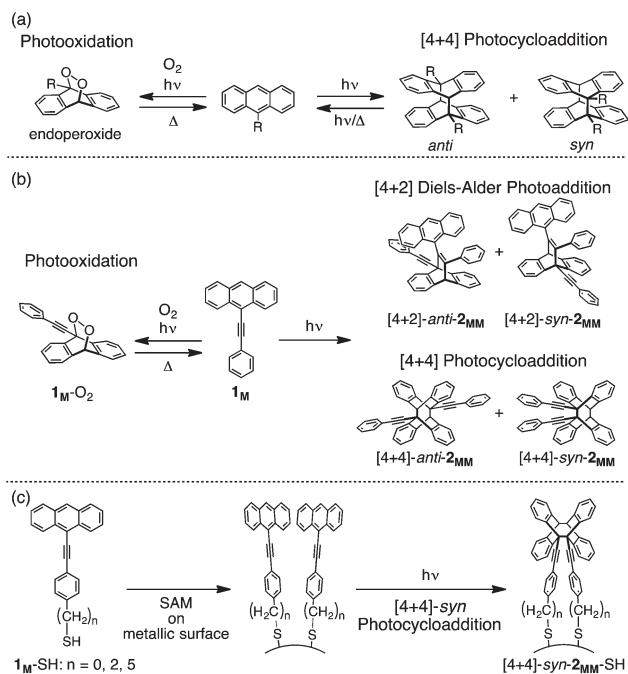 (a)
Photooxidation
[4+4] Photocycloaddition
O₂
hν
Δ
hν
hν/Δ
R
O
O
endoperoxide
R
R
R
anti
+
R
R
syn
(b)
[4+2] Diels-Alder Photoaddition
Photooxidation
O₂
hν
Δ
hν
O
O
1M-O₂
1M
+
[4+2]-anti-2MM
[4+2]-syn-2MM
[4+4] Photocycloaddition
+
[4+4]-anti-2MM
[4+4]-syn-2MM
(c)
(CH₂)n
SH
1M-SH: n = 0, 2, 5
SAM
on
metallic surface
(H₂C)n
(CH₂)n
S
S
hν
[4+4]-syn
Photocycloaddition
(H₂C)n
(CH₂)n
S
S
[4+4]-syn-2MM-SH